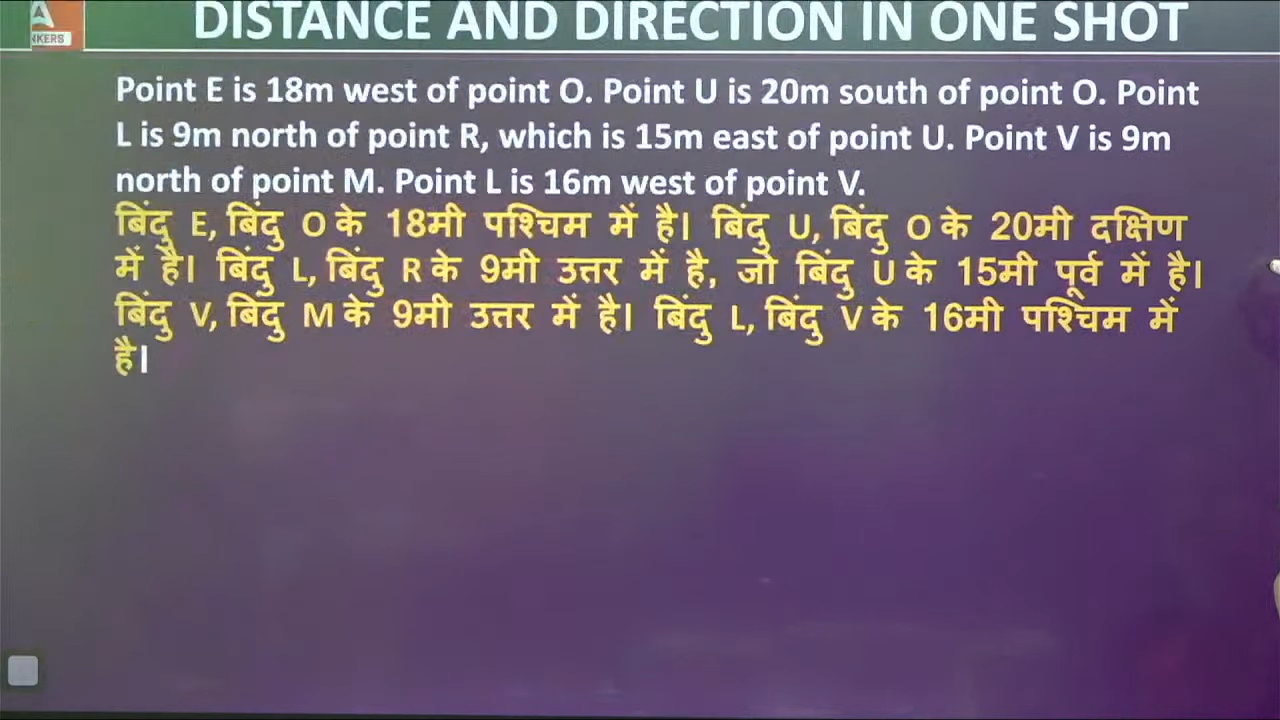 DISTANCE AND DIRECTION IN ONE SHOT
A
NKERS
Point E is 18m west of point O. Point U is 20m south of point O. Point
L is 9m north of point R, which is 15m east of point U. Point V is 9m
north of point M. Point L is 16m west of point V.
बिंदु E, बिंदु O के 18मी पश्चिम में है। बिंदु U, बिंदु O के 20मी दक्षिण
में है। बिंदु L, बिंदु R के 9मी उत्तर में है, जो बिंदु U के 15मी पूर्व में है।
बिंदु V, बिंदु M के 9मी उत्तर में है। बिंदु L, बिंदु V के 16मी पश्चिम में
है।